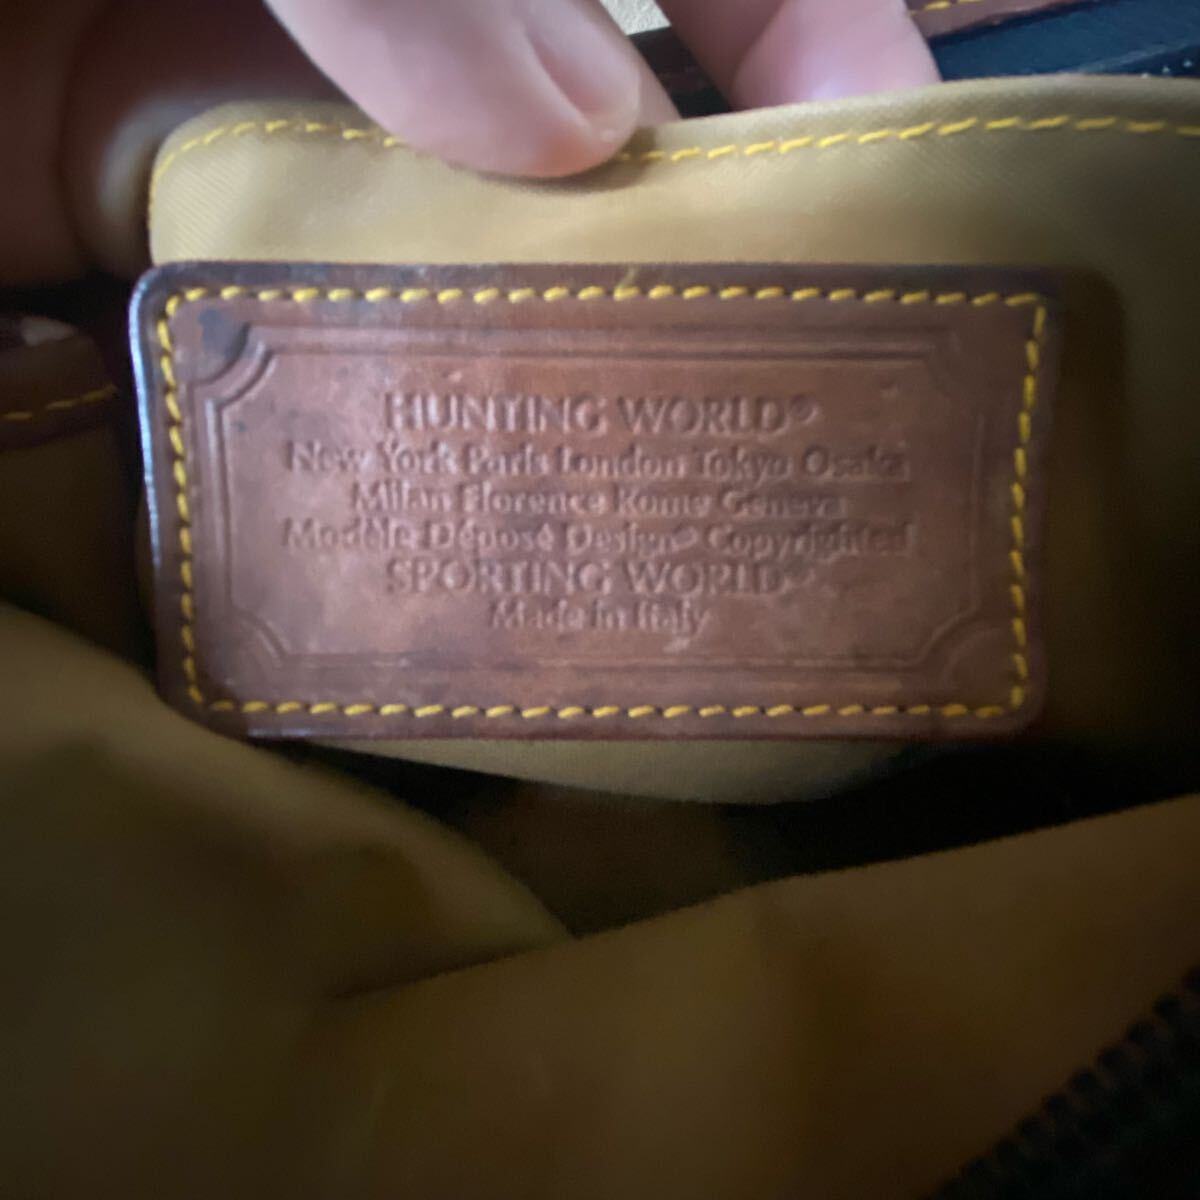 HUNTING WORLD®
New York Paris London Tokyo Osaka
Milan Florence Rome Geneva
Modèle Déposé Design® Copyrighted
SPORTING WORLD®
Made in Italy